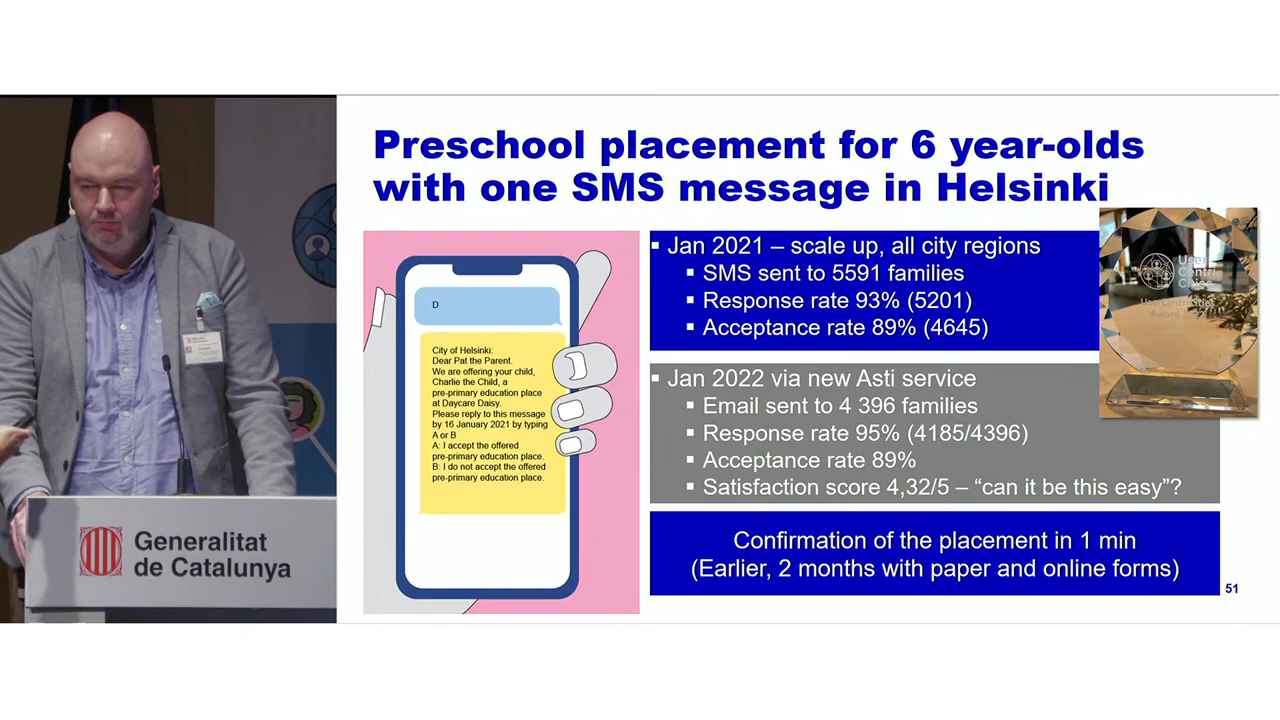 Preschool placement for 6 year-olds
with one SMS message in Helsinki
D
City of Helsinki:
Dear Pat the Parent.
We are offering your child,
Charlie the Child, a
pre-primary education place
at Daycare Daisy.
Please reply to this message
by 16 January 2021 by typing
A or B
A: I accept the offered
pre-primary education place.
B: I do not accept the offered
pre-primary education place.
▪ Jan 2021 – scale up, all city regions
▪ SMS sent to 5591 families
▪ Response rate 93% (5201)
▪ Acceptance rate 89% (4645)
▪ Jan 2022 via new Asti service
▪ Email sent to 4 396 families
▪ Response rate 95% (4185/4396)
▪ Acceptance rate 89%
▪ Satisfaction score 4,32/5 – “can it be this easy”?
Confirmation of the placement in 1 min
(Earlier, 2 months with paper and online forms)
51
Generalitat
de Catalunya